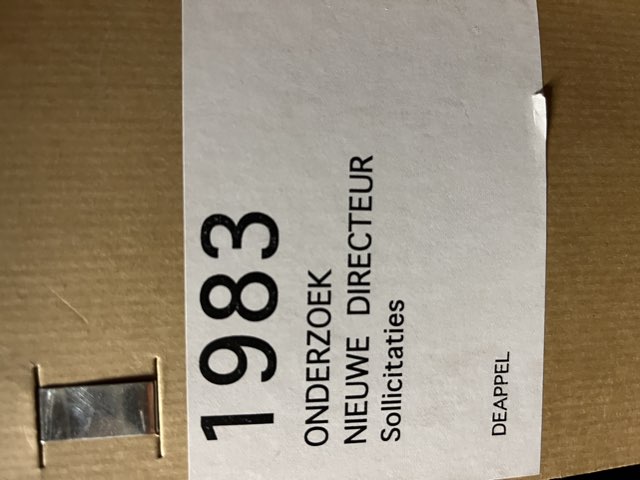 1983
ONDERZOEK
NIEUWE DIRECTEUR
Sollicitaties
DEAPPEL